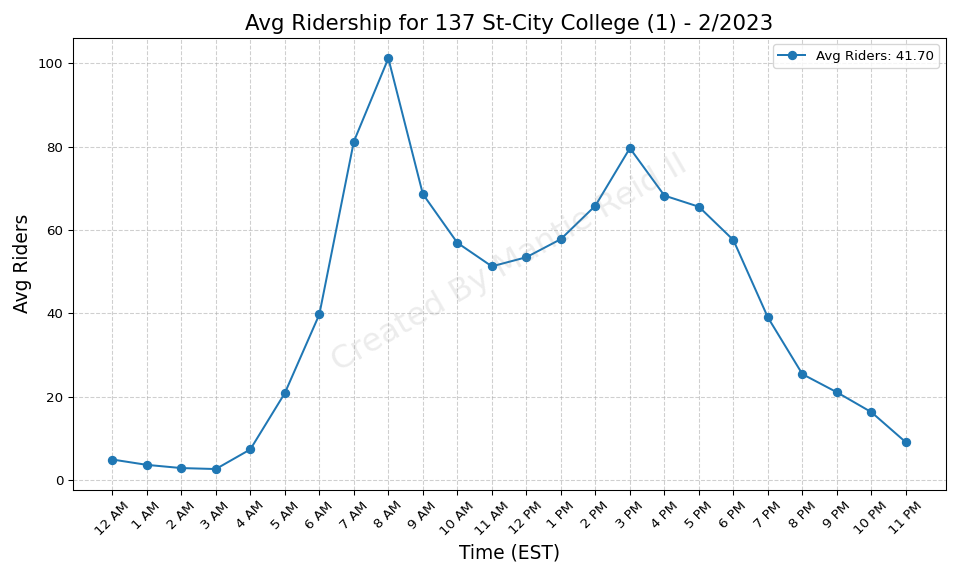 Avg Ridership for 137 St-City College (1) - 2/2023
Avg Riders: 41.70
100
80
60
40
20
0
Avg Riders
Created By Mantic Reid II
12 AM
1 AM
2 AM
3 AM
4 AM
5 AM
6 AM
7 AM
8 AM
9 AM
10 AM
11 AM
12 PM
1 PM
2 PM
3 PM
4 PM
5 PM
6 PM
7 PM
8 PM
9 PM
10 PM
11 PM
Time (EST)